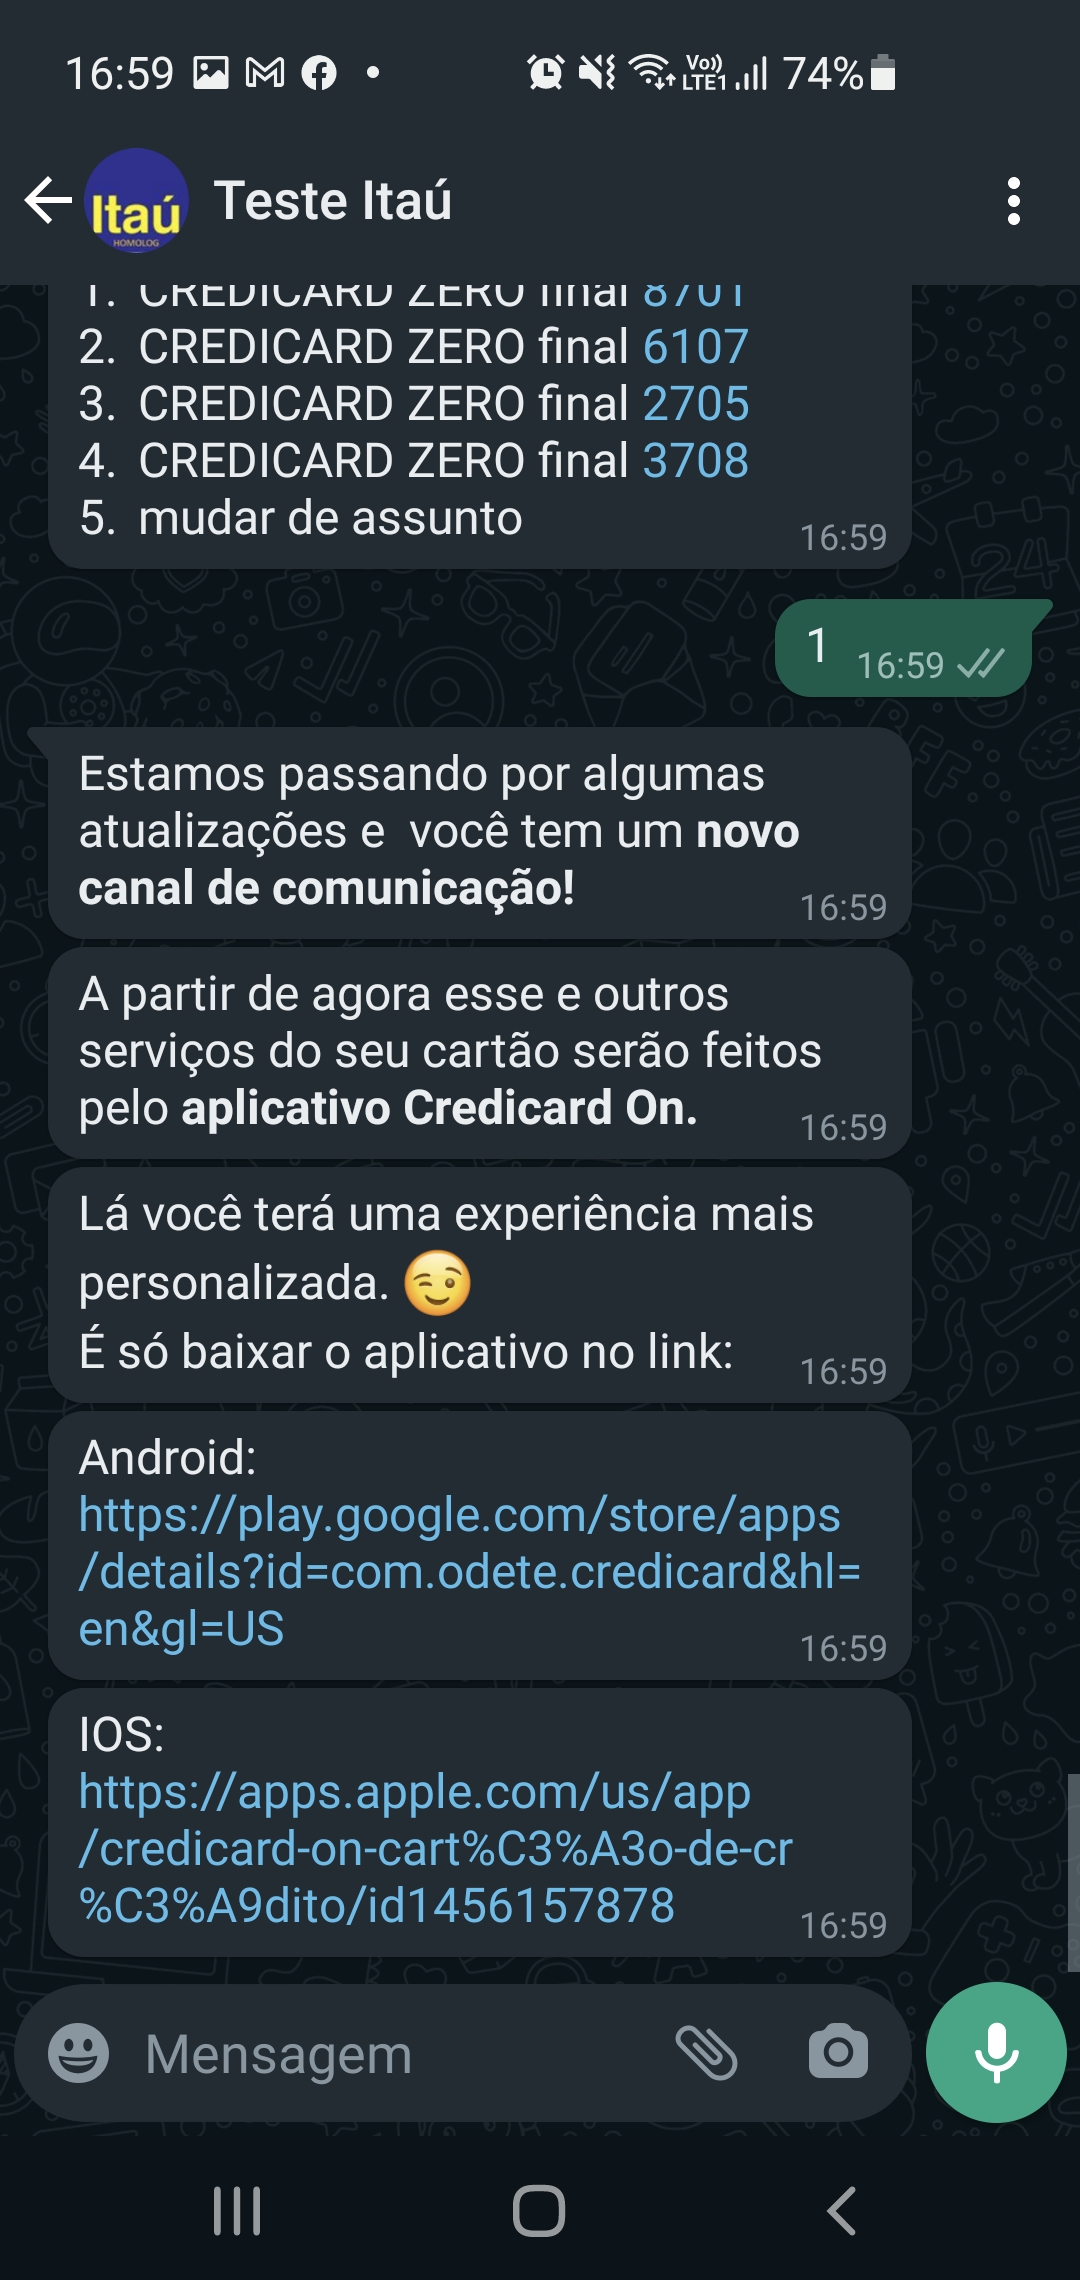 16:59
Vo))
LTE1
74%
Itaú
HOMOLOG
Teste Itaú
1. CREDICARD ZERO final 8701
2. CREDICARD ZERO final 6107
3. CREDICARD ZERO final 2705
4. CREDICARD ZERO final 3708
5. mudar de assunto
16:59
1
16:59
Estamos passando por algumas
atualizações e  você tem um novo
canal de comunicação!
16:59
A partir de agora esse e outros
serviços do seu cartão serão feitos
pelo aplicativo Credicard On.
16:59
Lá você terá uma experiência mais
personalizada. 😉
É só baixar o aplicativo no link:
16:59
Android:
https://play.google.com/store/apps
/details?id=com.odete.credicard&hl=
en&gl=US
16:59
IOS:
https://apps.apple.com/us/app
/credicard-on-cart%C3%A3o-de-cr
%C3%A9dito/id1456157878
16:59
Mensagem